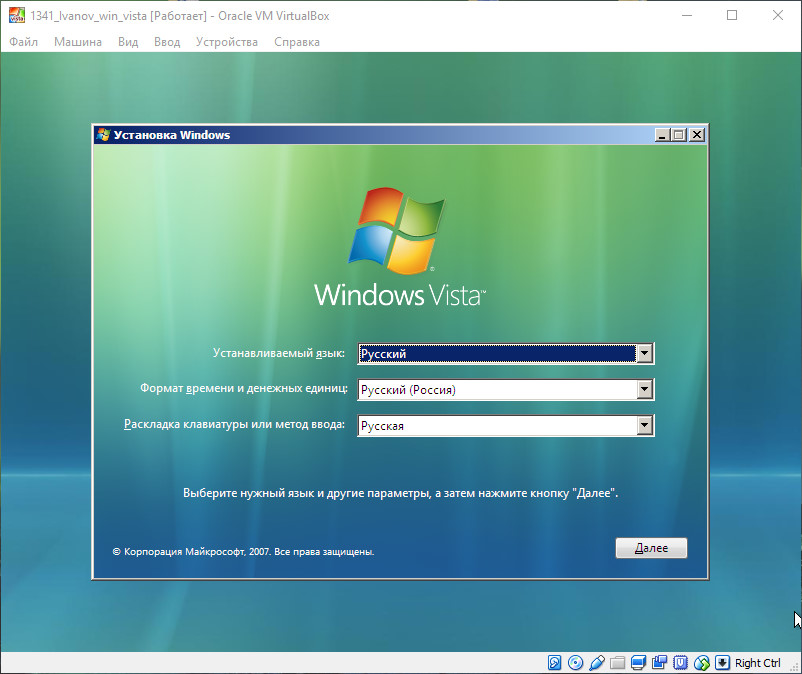 1341_Ivanov_win_vista [Работает] - Oracle VM VirtualBox
Файл Машина Вид Ввод Устройства Справка
Установка Windows
Windows Vista™
Устанавливаемый язык: Русский
Формат времени и денежных единиц: Русский (Россия)
Раскладка клавиатуры или метод ввода: Русская
Выберите нужный язык и другие параметры, а затем нажмите кнопку "Далее".
© Корпорация Майкрософт, 2007. Все права защищены.
Далее
Right Ctrl